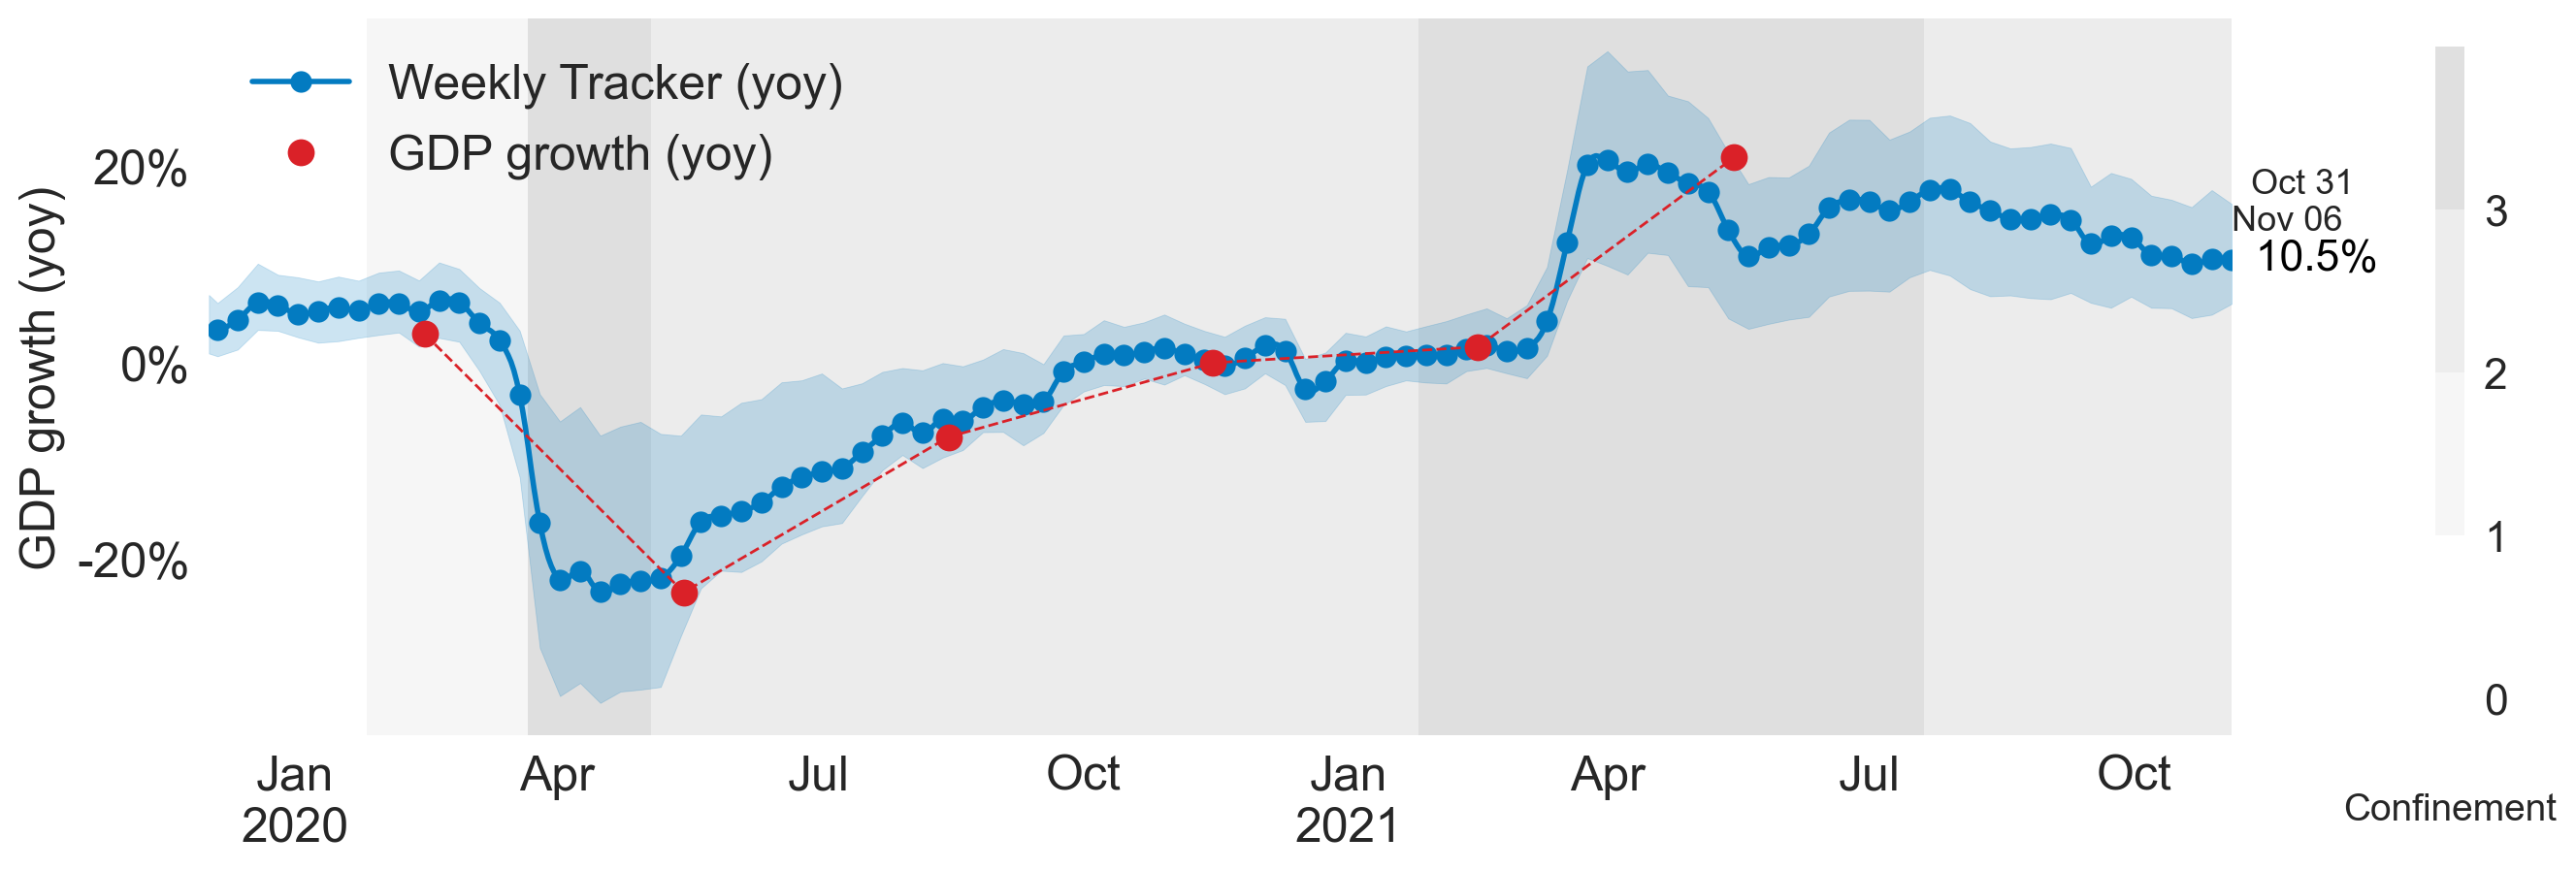 Weekly Tracker (yoy)
GDP growth (yoy)
GDP growth (yoy)
20%
0%
-20%
Oct 31
Nov 06
10.5%
3
2
1
0
Jan Apr Jul Oct Jan Apr Jul Oct
2020 2021
Confinement